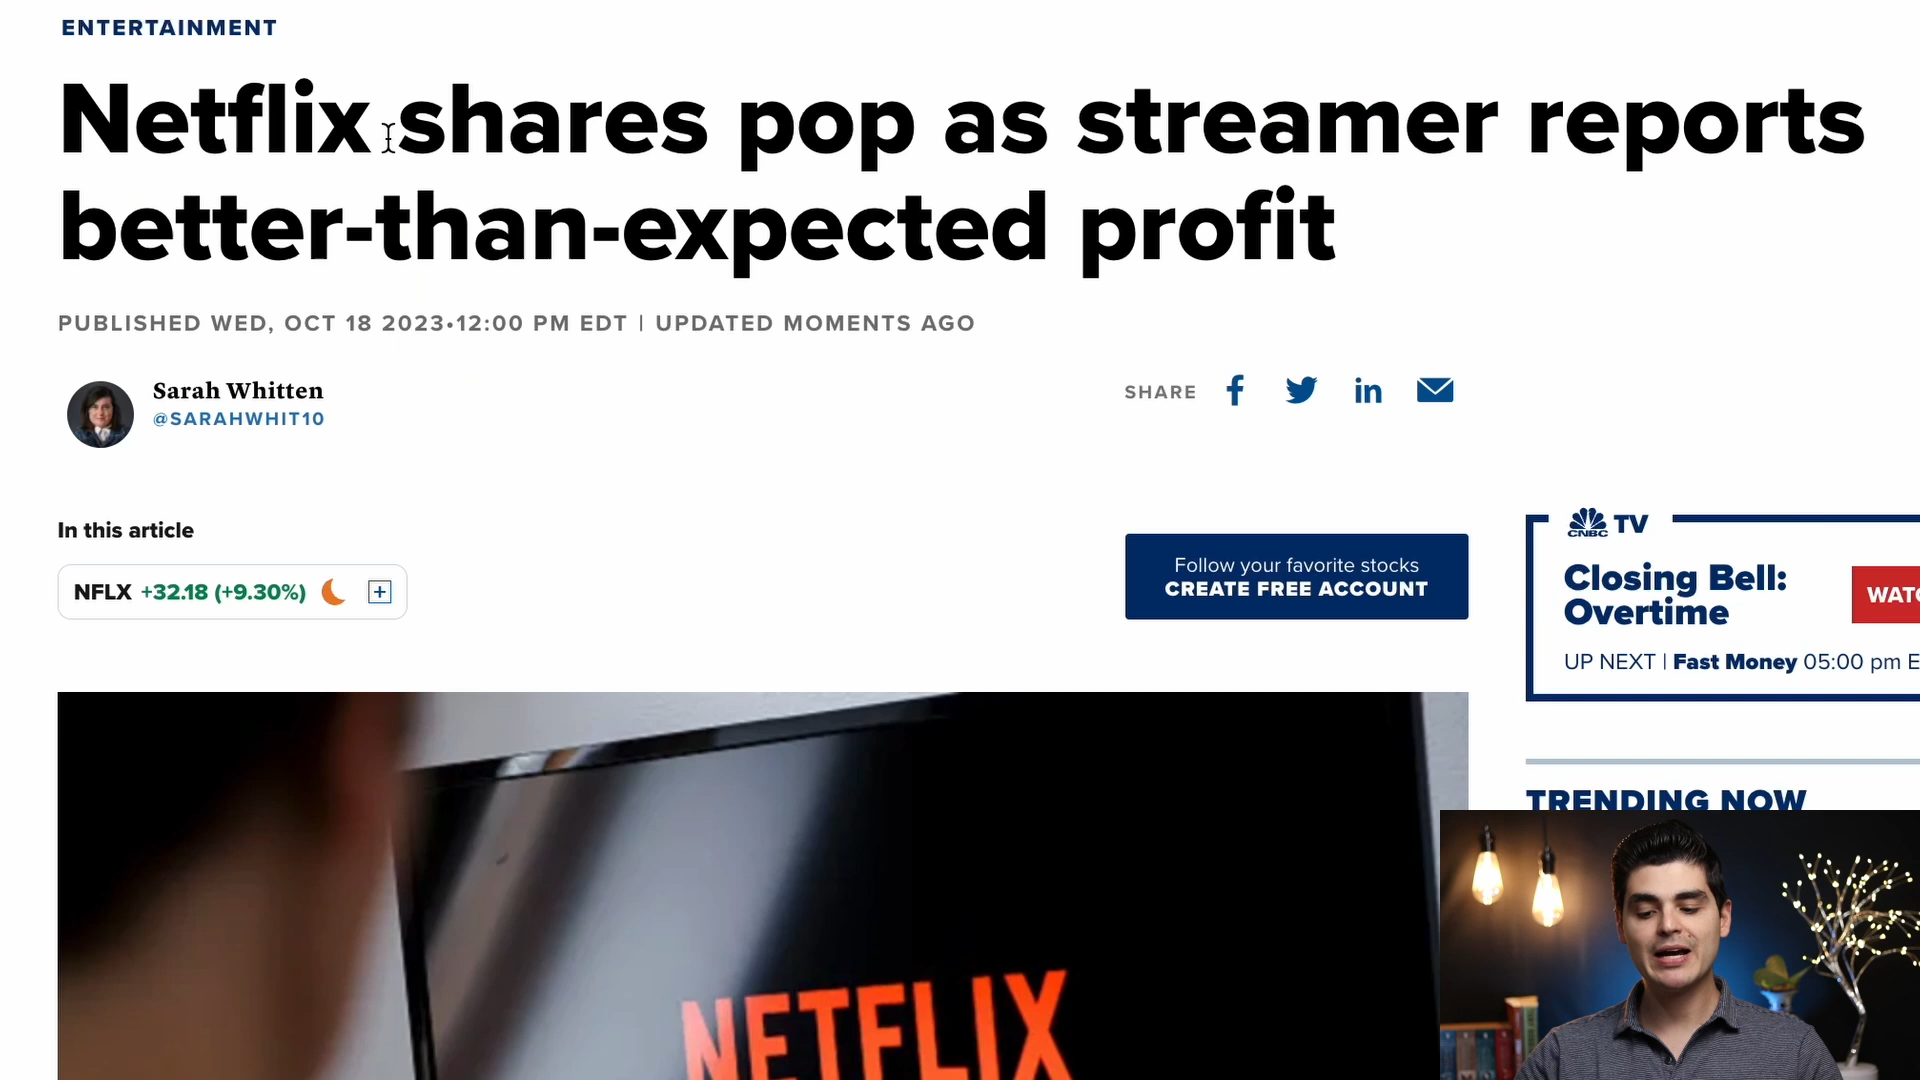 ENTERTAINMENT
Netflix shares pop as streamer reports
better-than-expected profit
PUBLISHED WED, OCT 18 2023•12:00 PM EDT | UPDATED MOMENTS AGO
Sarah Whitten
@SARAHWHIT10
SHARE
In this article
NFLX +32.18 (+9.30%)
Follow your favorite stocks
CREATE FREE ACCOUNT
CNBC TV
Closing Bell:
Overtime
WATC
UP NEXT | Fast Money 05:00 pm E
TRENDING NOW
NETFLIX